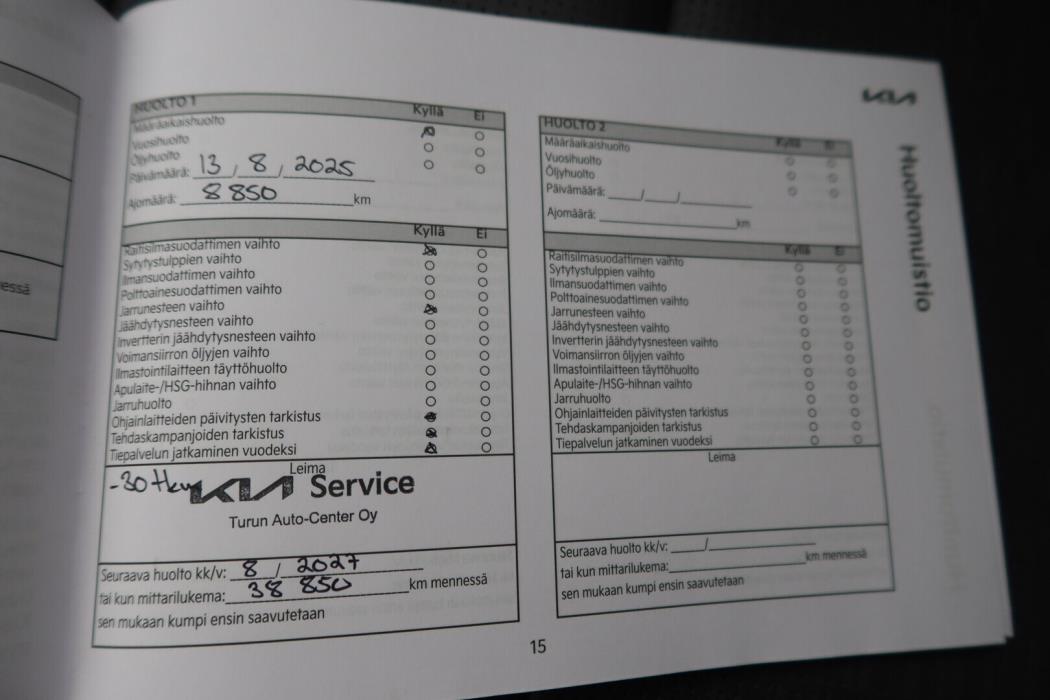 essä
HUOLTO 1 Kyllä Ei
Määräaikaishuolto
Vuosihuolto
Öljyhuolto
Päivämäärä: 13 / 8 / 2025
Ajomäärä: 8 850 km
Kyllä Ei
Raitisilmasuodattimen vaihto
Sytytystulppien vaihto
Ilmansuodattimen vaihto
Polttoainesuodattimen vaihto
Jarrunesteen vaihto
Jäähdytysnesteen vaihto
Invertterin jäähdytysnesteen vaihto
Voimansiirron öljyjen vaihto
Ilmastointilaitteen täyttöhuolto
Apulaite-/HSG-hihnan vaihto
Jarruhuolto
Ohjainlaitteiden päivitysten tarkistus
Tehdaskampanjoiden tarkistus
Tiepalvelun jatkaminen vuodeksi
Leima
-30 tkm KIA Service
Turun Auto-Center Oy
Seuraava huolto kk/v: 8 / 2027
tai kun mittarilukema: 38 850 km mennessä
sen mukaan kumpi ensin saavutetaan
HUOLTO 2 Kyllä Ei
Määräaikaishuolto
Vuosihuolto
Öljyhuolto
Päivämäärä: / /
Ajomäärä: km
Kyllä Ei
Raitisilmasuodattimen vaihto
Sytytystulppien vaihto
Ilmansuodattimen vaihto
Polttoainesuodattimen vaihto
Jarrunesteen vaihto
Jäähdytysnesteen vaihto
Invertterin jäähdytysnesteen vaihto
Voimansiirron öljyjen vaihto
Ilmastointilaitteen täyttöhuolto
Apulaite-/HSG-hihnan vaihto
Jarruhuolto
Ohjainlaitteiden päivitysten tarkistus
Tehdaskampanjoiden tarkistus
Tiepalvelun jatkaminen vuodeksi
Leima
Seuraava huolto kk/v: /
tai kun mittarilukema: km mennessä
sen mukaan kumpi ensin saavutetaan
KIA
Huoltomuistio
15